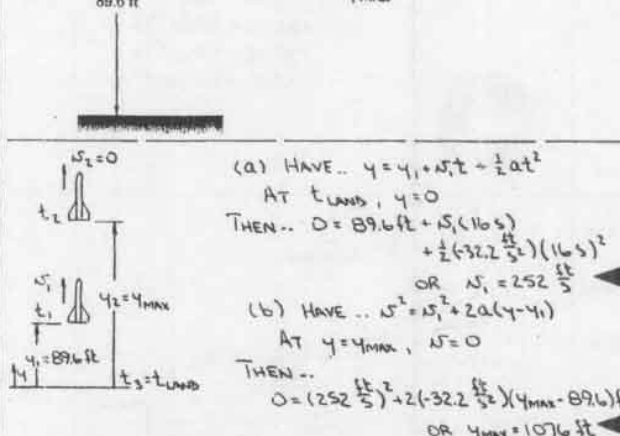 89.6 ft
(a) HAVE.. y = y₁ + v₁t + ½at²
AT t_LAND, y = 0
THEN.. 0 = 89.6 ft + v₁(16 s)
+ ½(-32.2 ft/s²)(16 s)²
OR v₁ = 252 ft/s
(b) HAVE.. v² = v₁² + 2a(y-y₁)
AT y = y_MAX, v = 0
THEN..
0 = (252 ft/s)² + 2(-32.2 ft/s²)(y_MAX - 89.6)f
OR y_MAX = 1076 ft
v₂ = 0
t₂
v₁
t₁
y₂ = y_MAX
y₁ = 89.6 ft
y
t₃ = t_LAND